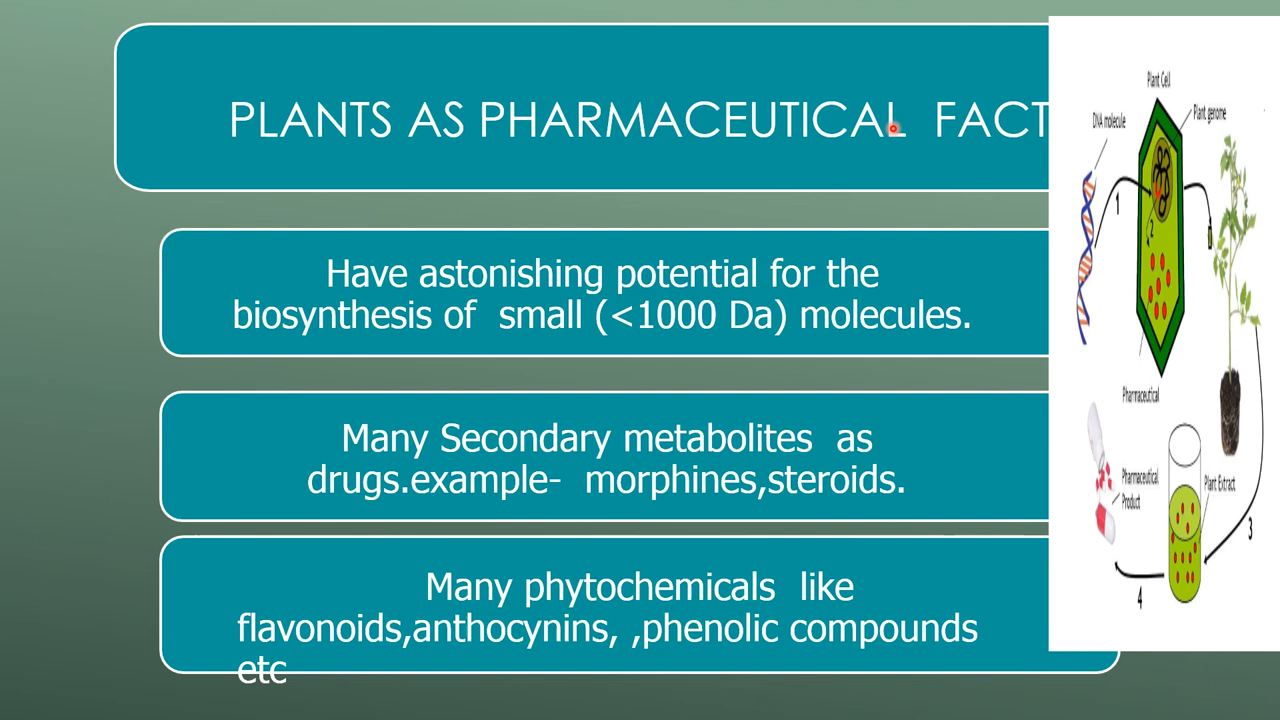 PLANTS AS PHARMACEUTICAL  FACT
Have astonishing potential for the
biosynthesis of  small (<1000 Da) molecules.
Many Secondary metabolites  as
drugs.example-  morphines,steroids.
Many phytochemicals  like
flavonoids,anthocynins, ,phenolic compounds
etc
Plant Cell
DNA molecule
Plant genome
1
2
Pharmaceutical
Pharmaceutical
Product
Plant Extract
3
4